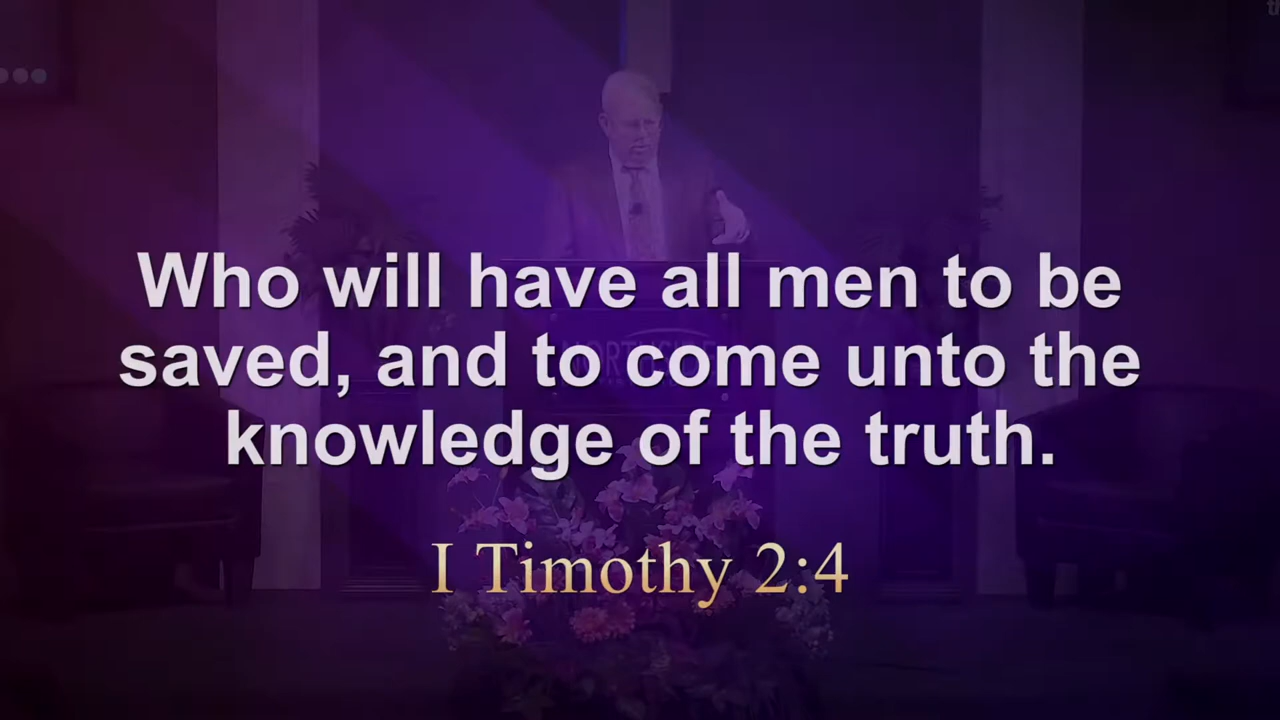 Who will have all men to be
saved, and to come unto the
knowledge of the truth.
I Timothy 2:4